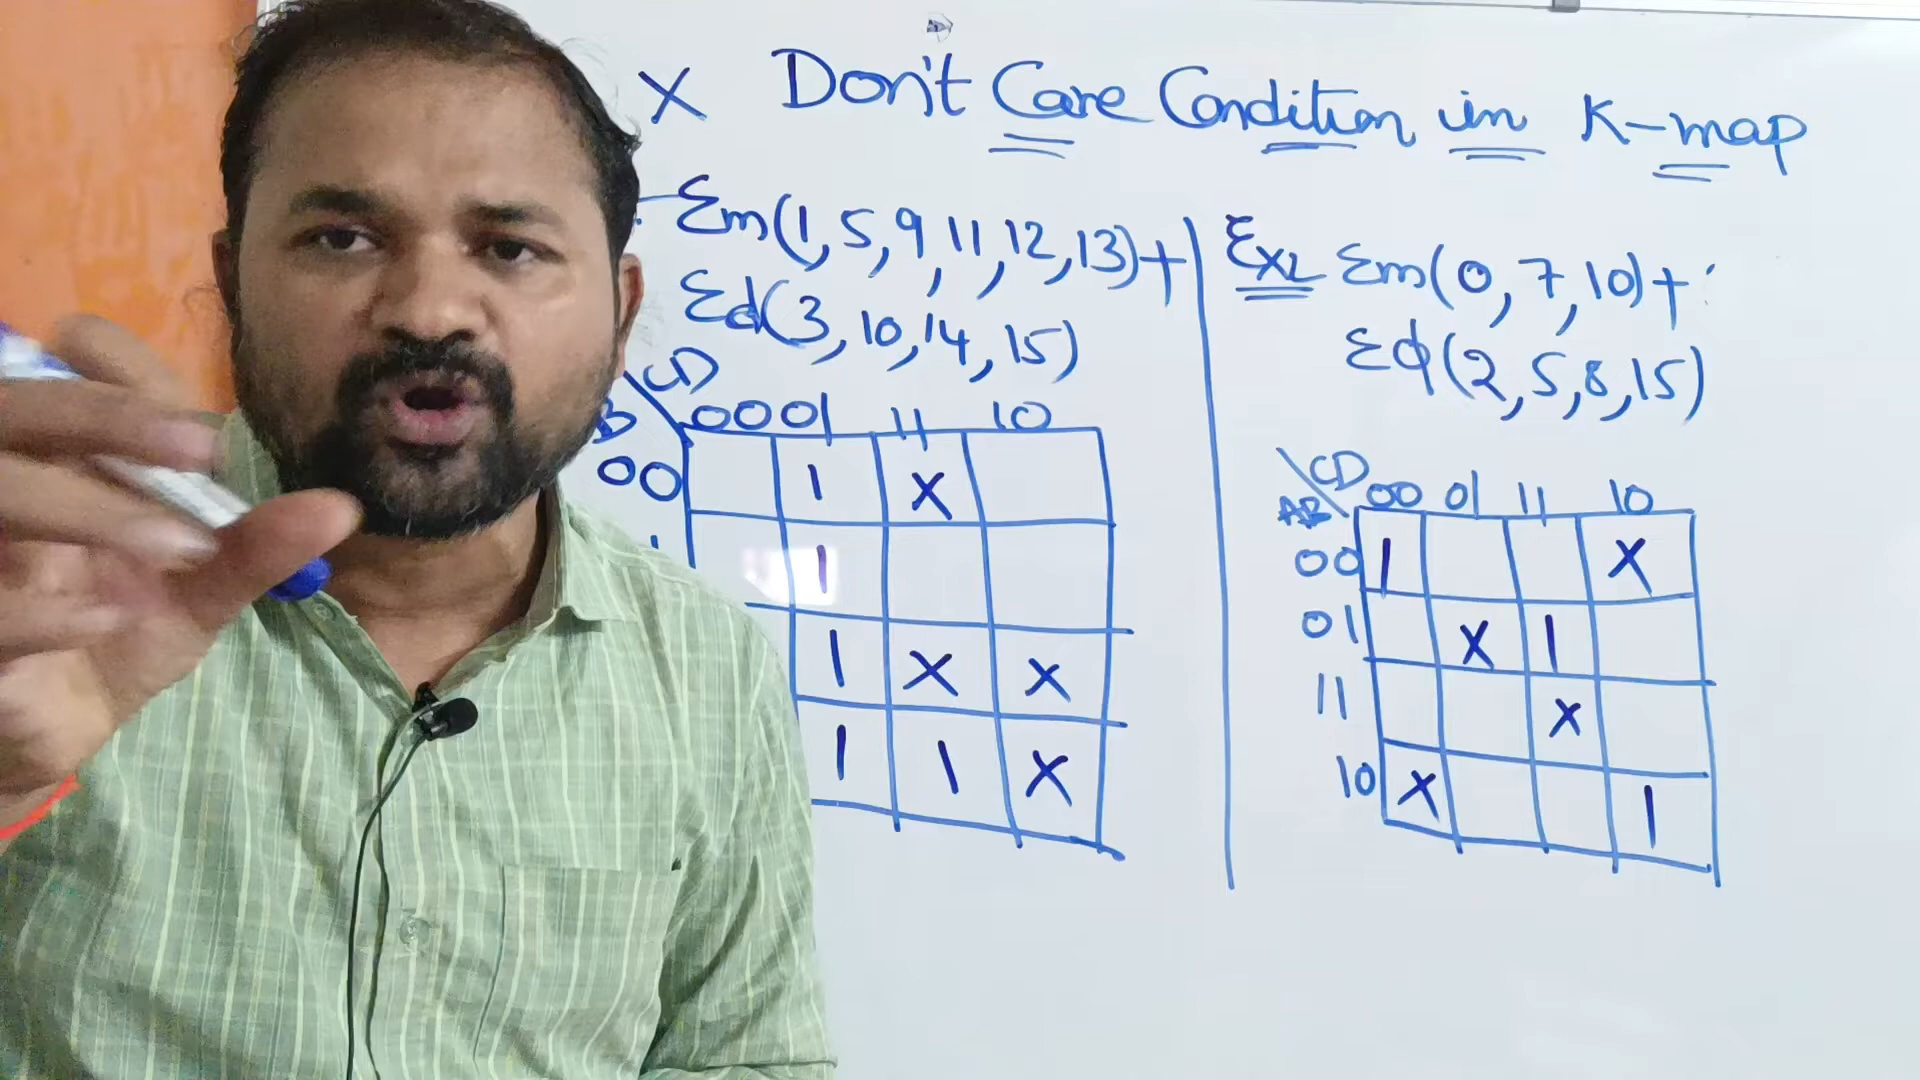 X Don't Care Condition in K-map
Σm(1,5,9,11,12,13)+
Σd(3,10,14,15)
CD
B 00 01 11 10
00 1 X
1 1
1 X X
1 1 X
Ex2 Σm(0,7,10)+
Σφ(2,5,8,15)
CD
AB 00 01 11 10
00 1 X
01 X 1
11 X
10 X 1